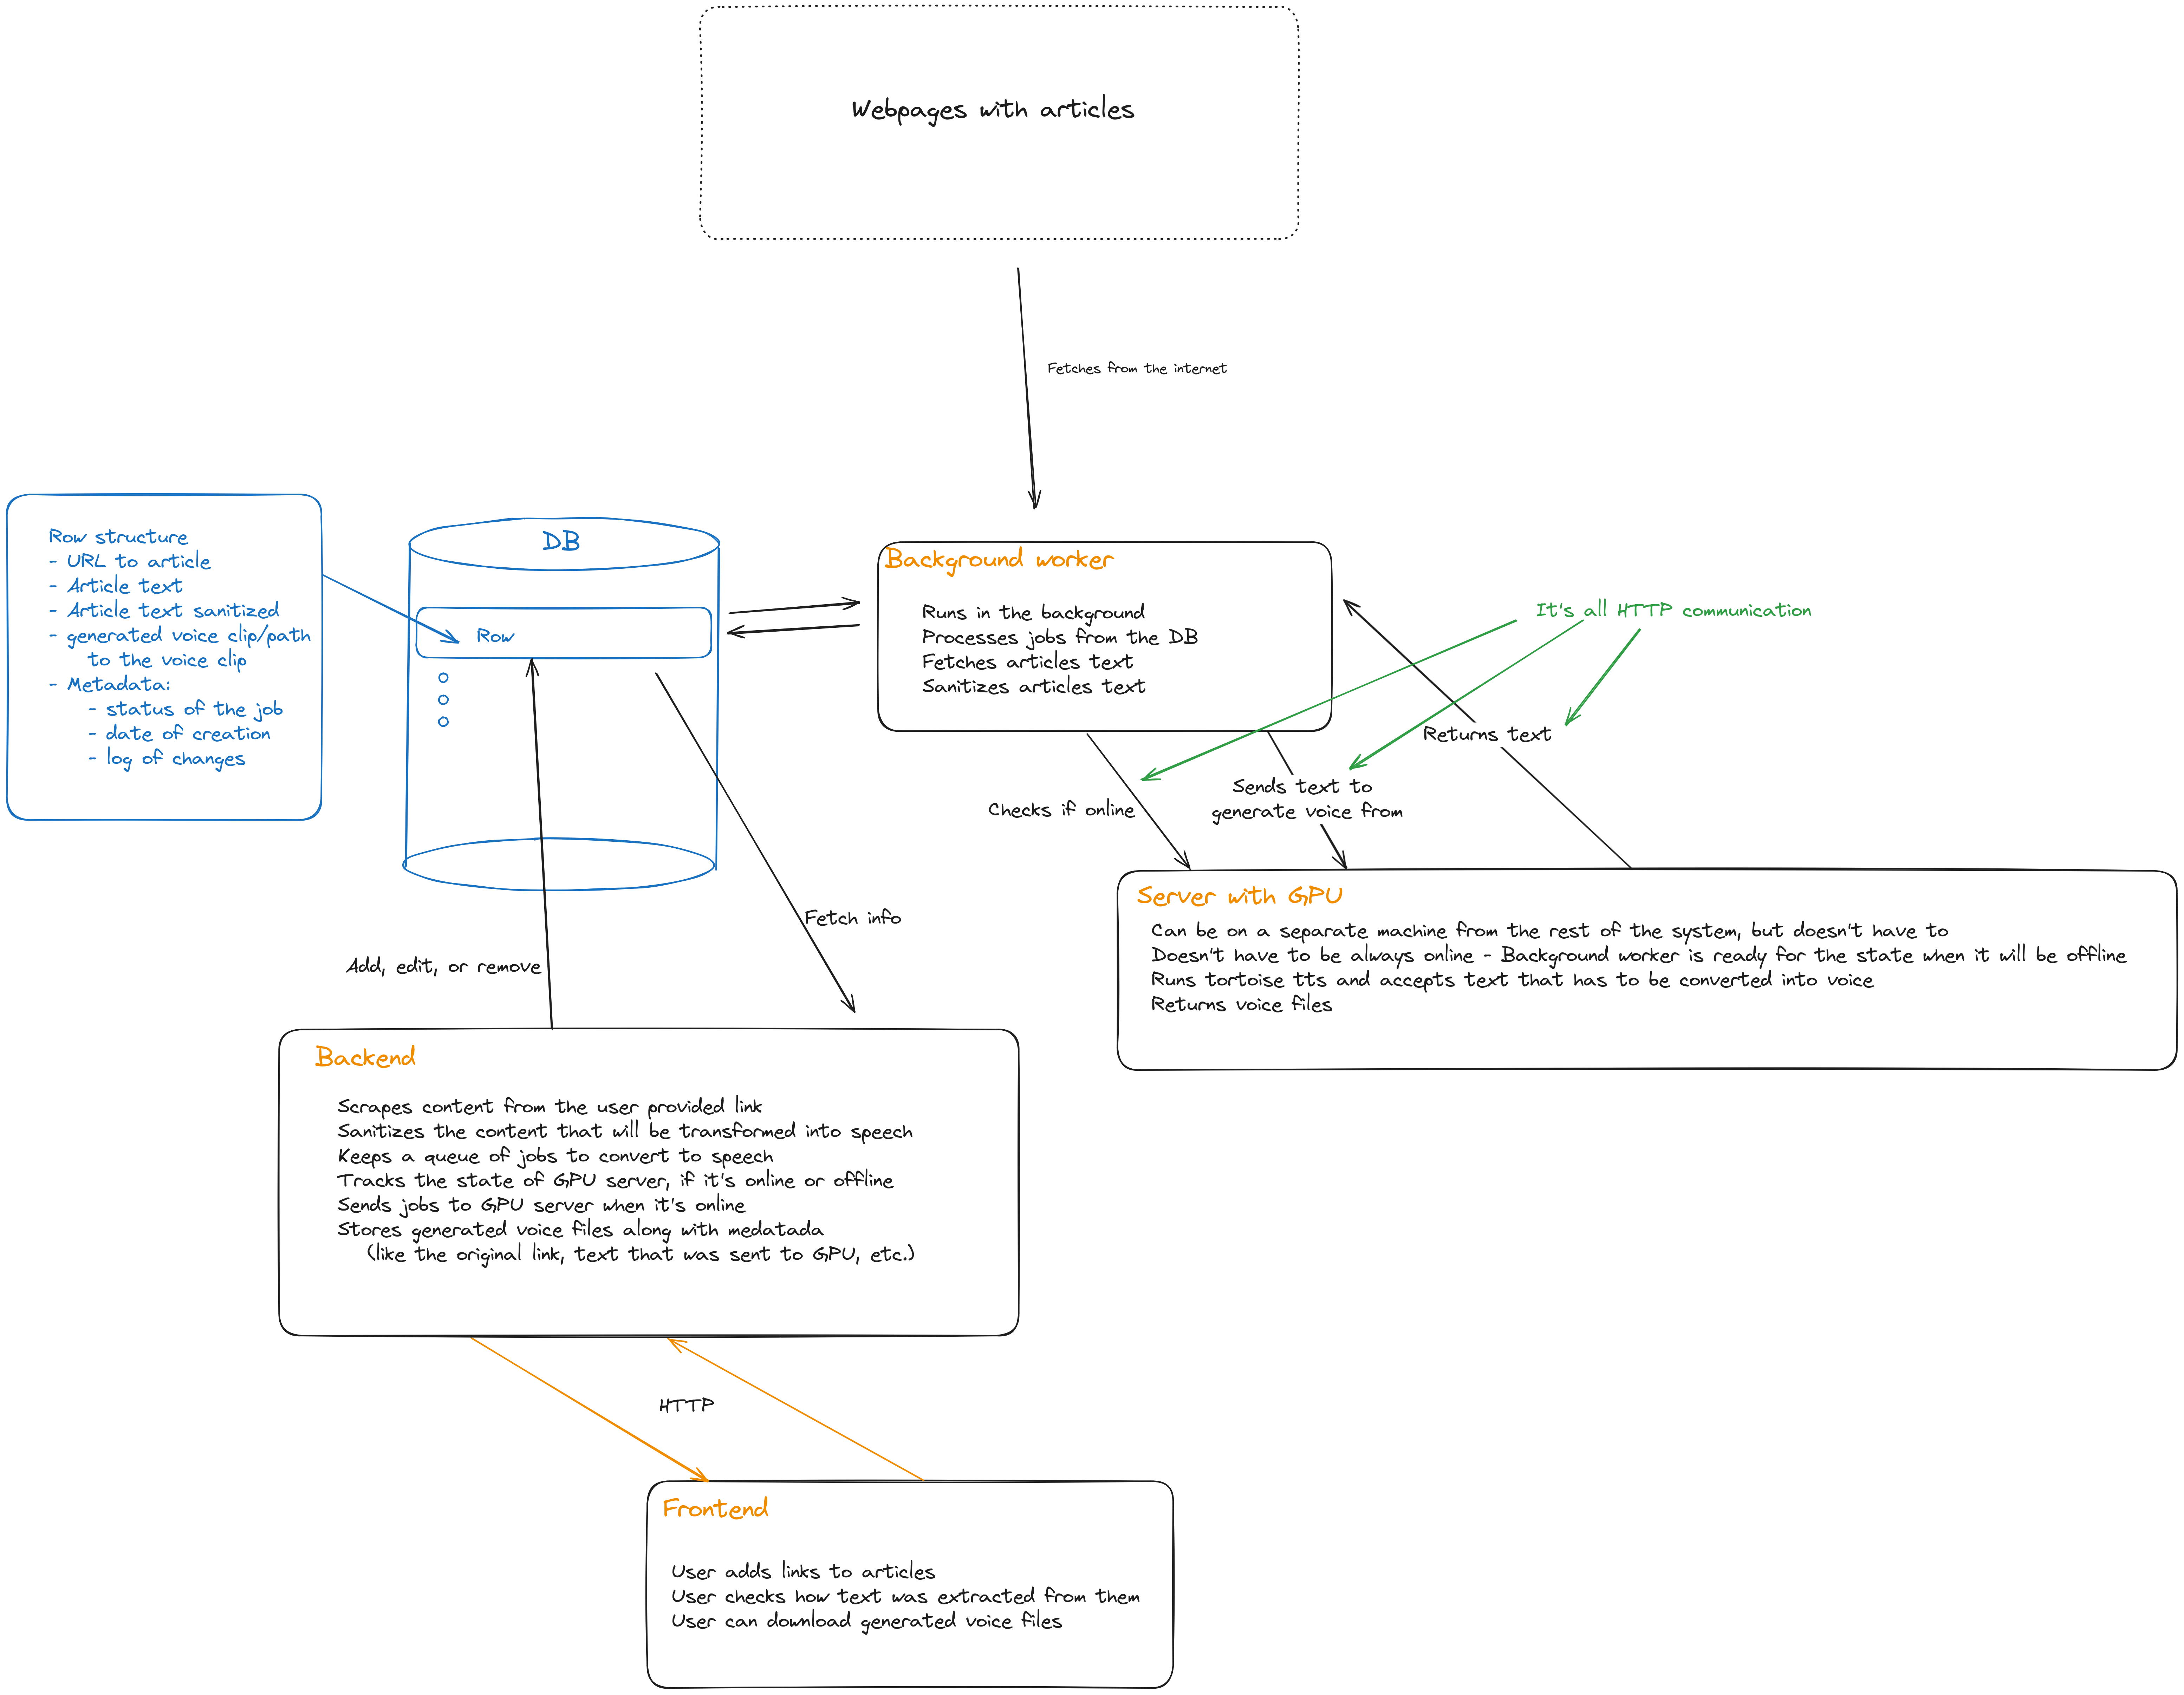 Webpages with articles
Fetches from the internet
Row structure
- URL to article
- Article text
- Article text sanitized
- generated voice clip/path
to the voice clip
- Metadata:
- status of the job
- date of creation
- log of changes
DB
Row
Background worker
Runs in the background
Processes jobs from the DB
Fetches articles text
Sanitizes articles text
It's all HTTP communication
Returns text
Sends text to
generate voice from
Checks if online
Server with GPU
Can be on a separate machine from the rest of the system, but doesn't have to
Doesn't have to be always online - Background worker is ready for the state when it will be offline
Runs tortoise tts and accepts text that has to be converted into voice
Returns voice files
Fetch info
Add, edit, or remove
Backend
Scrapes content from the user provided link
Sanitizes the content that will be transformed into speech
Keeps a queue of jobs to convert to speech
Tracks the state of GPU server, if it's online or offline
Sends jobs to GPU server when it's online
Stores generated voice files along with medatada
(like the original link, text that was sent to GPU, etc.)
HTTP
Frontend
User adds links to articles
User checks how text was extracted from them
User can download generated voice files